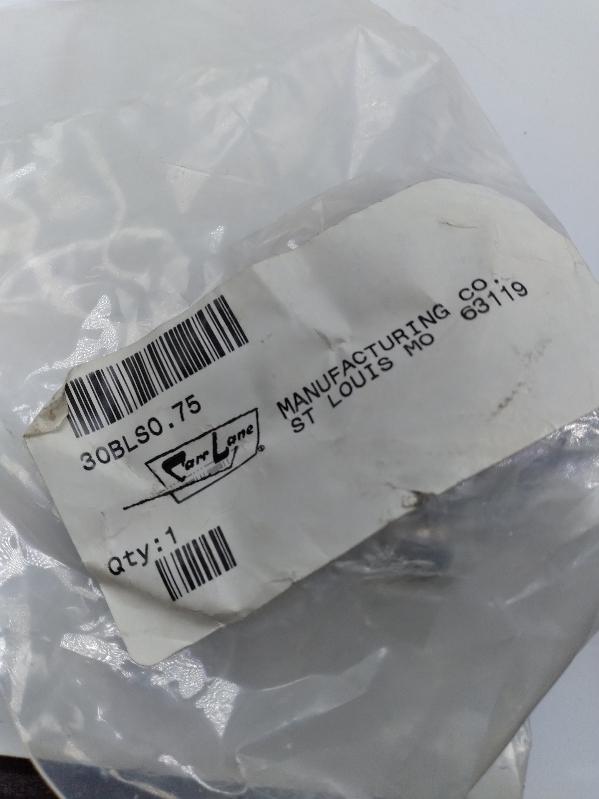 30BLS0.75
Carr Lane ®
MANUFACTURING CO.
ST LOUIS MO 63119
Qty:1